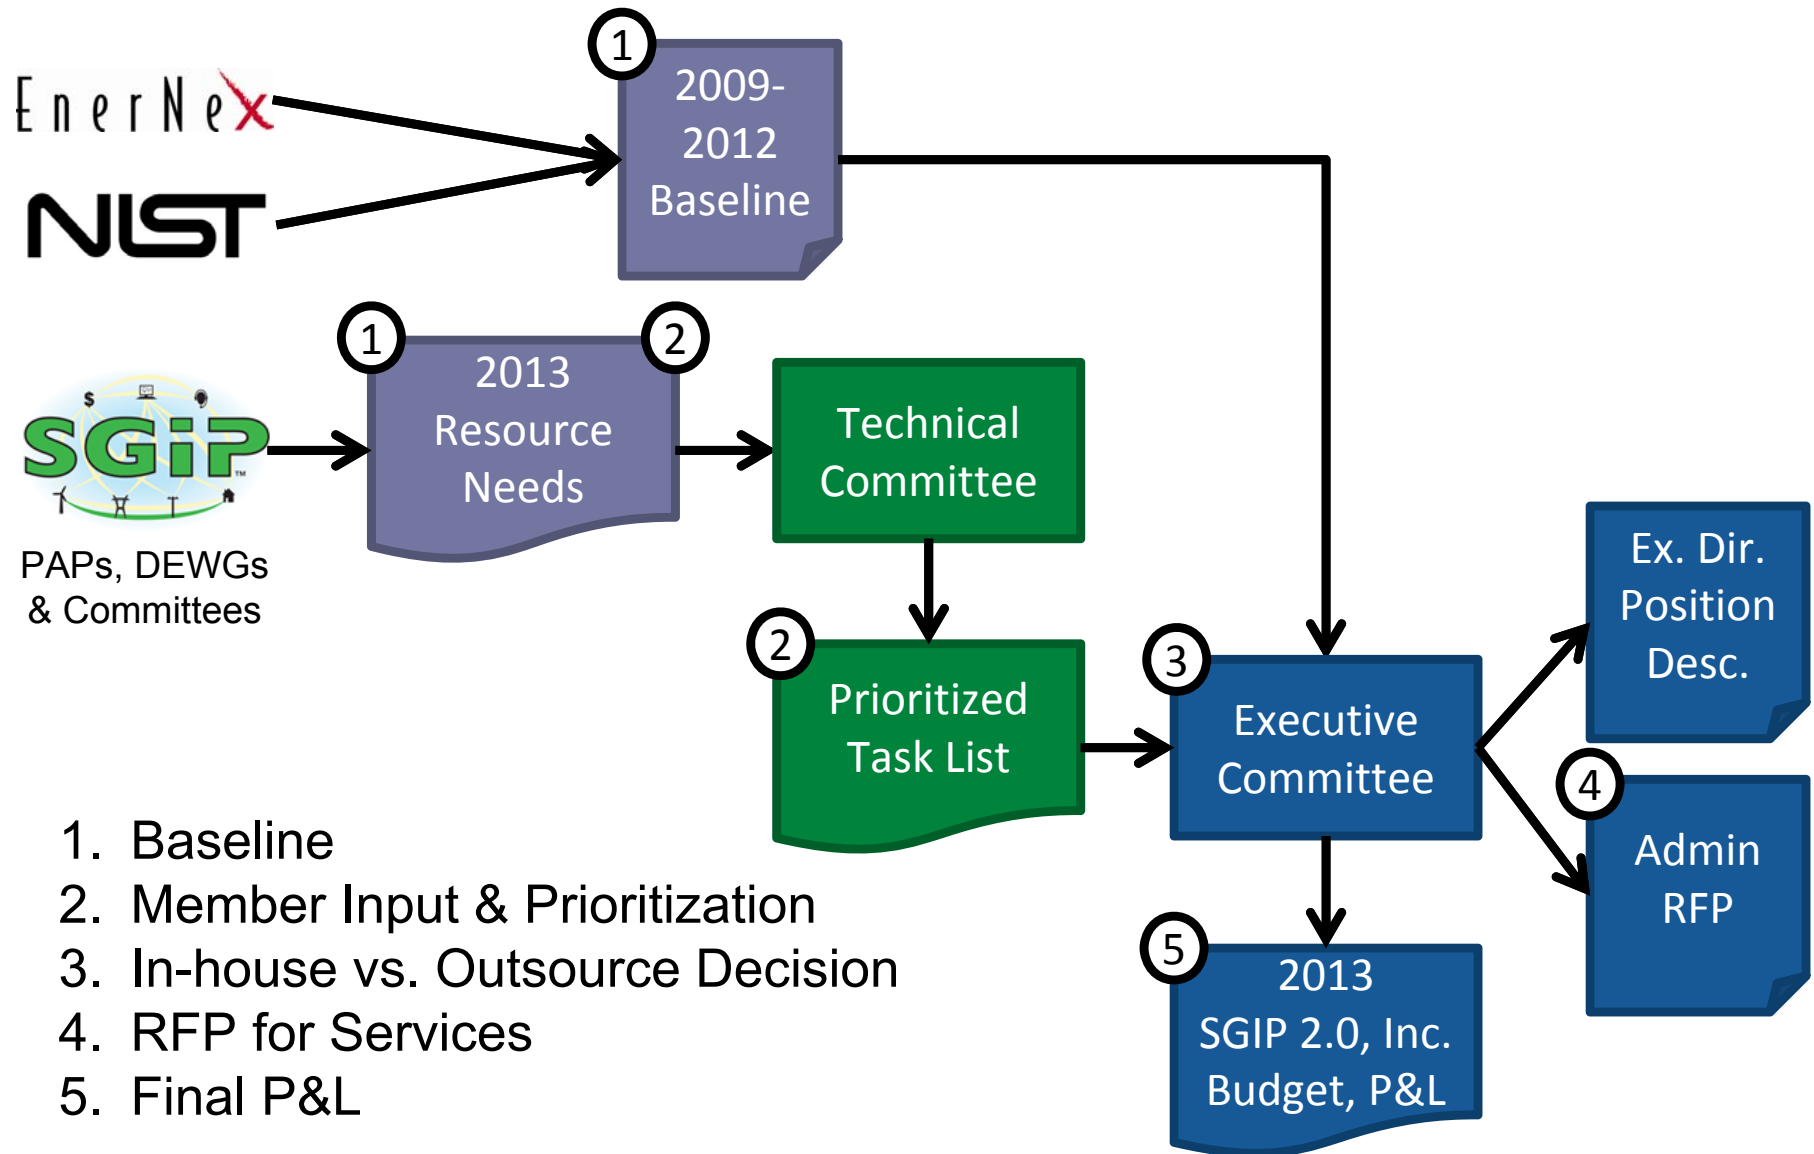 EnerNex
NIST
1
2009-
2012
Baseline
1
2
2013
Resource
Needs
$
SGiP™
PAPs, DEWGs
& Committees
Technical
Committee
2
Prioritized
Task List
3
Executive
Committee
Ex. Dir.
Position
Desc.
4
Admin
RFP
5
2013
SGIP 2.0, Inc.
Budget, P&L
1. Baseline
2. Member Input & Prioritization
3. In-house vs. Outsource Decision
4. RFP for Services
5. Final P&L